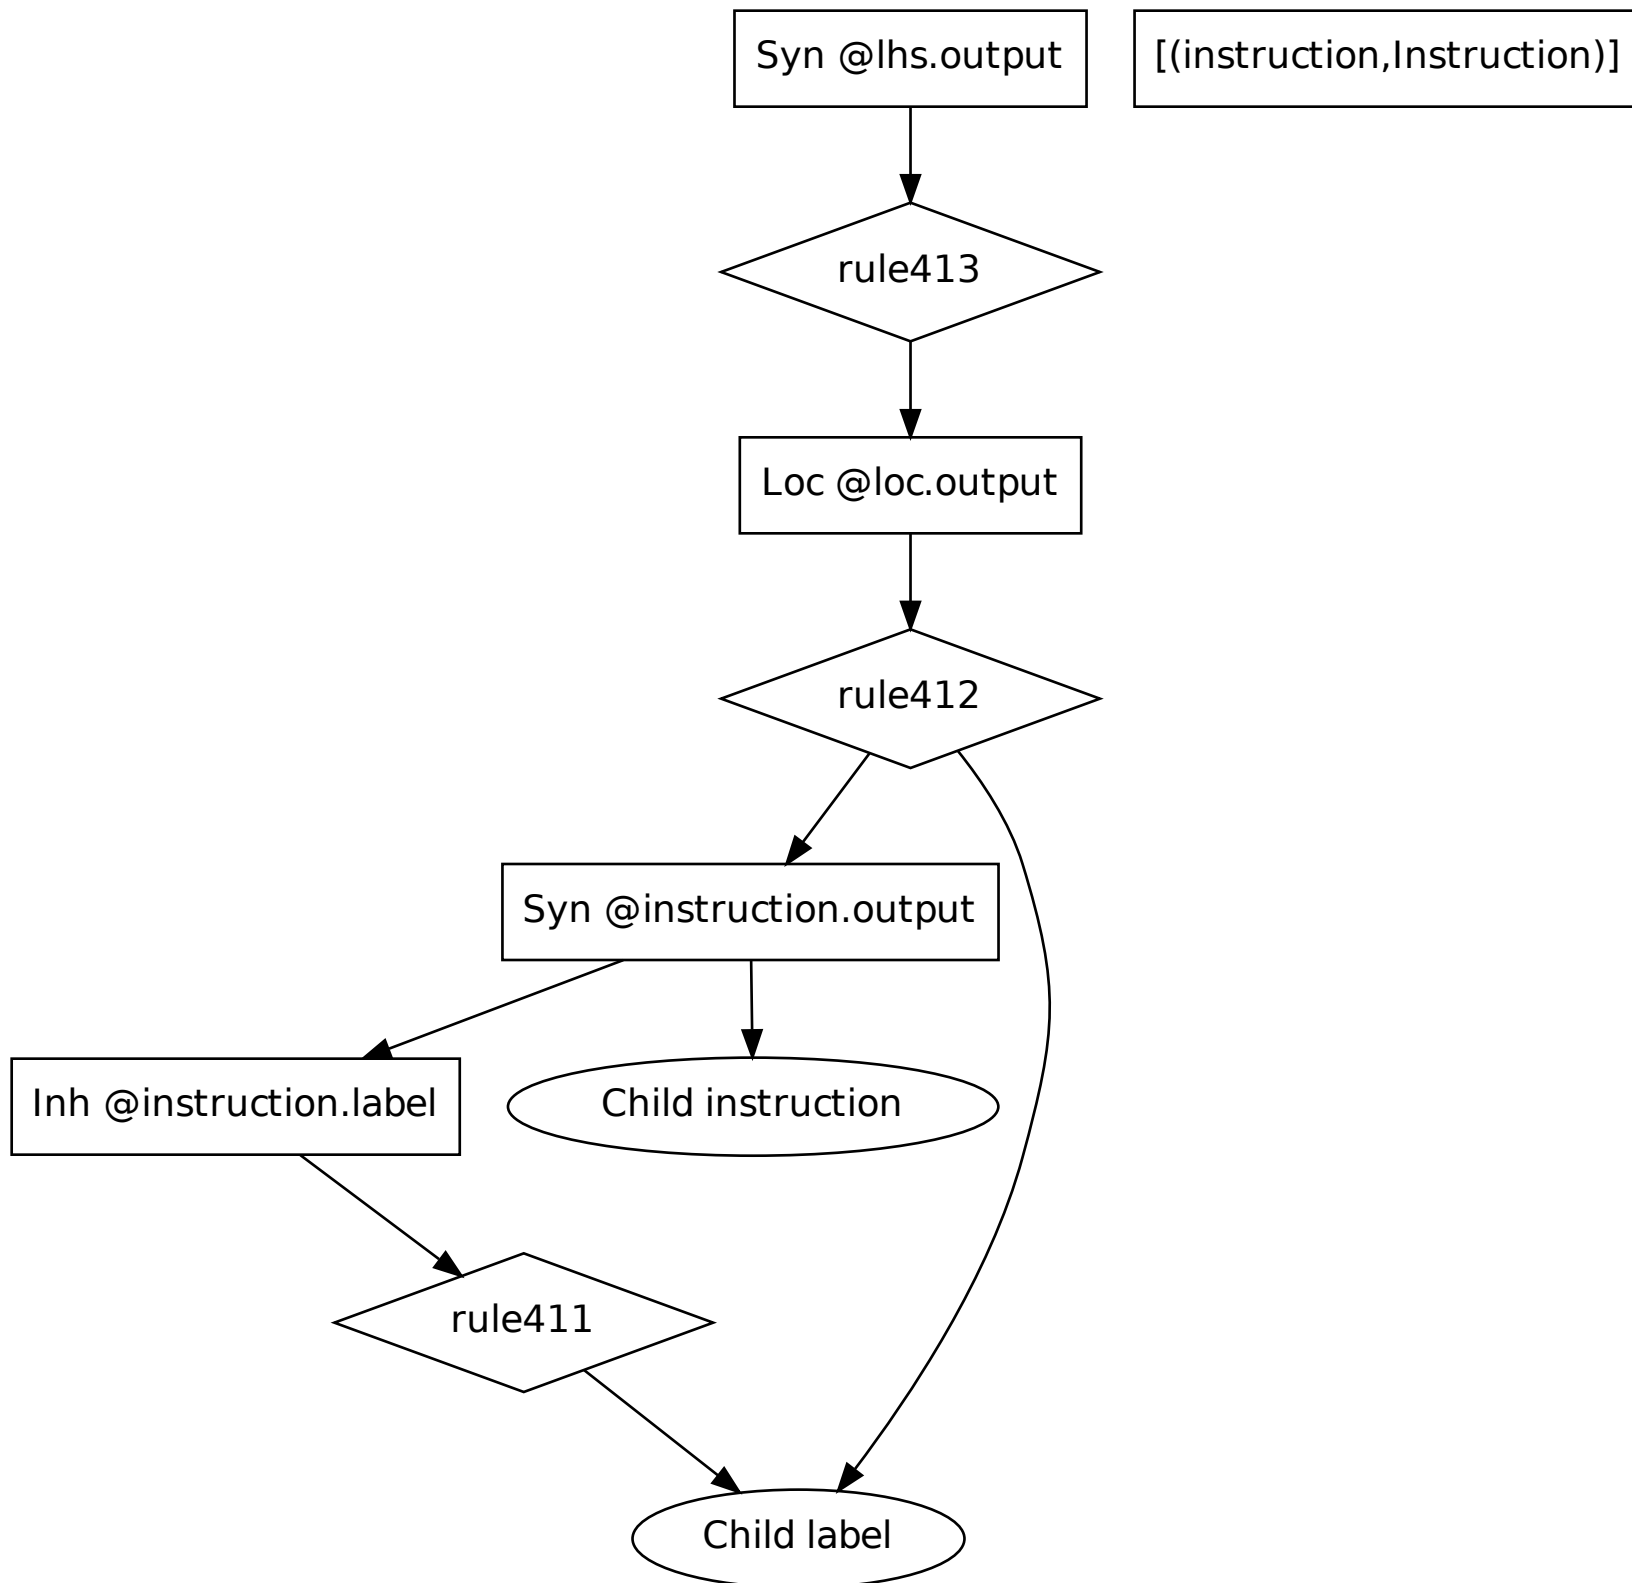 Syn @lhs.output
[(instruction,Instruction)]
rule413
Loc @loc.output
rule412
Syn @instruction.output
Inh @instruction.label
Child instruction
rule411
Child label